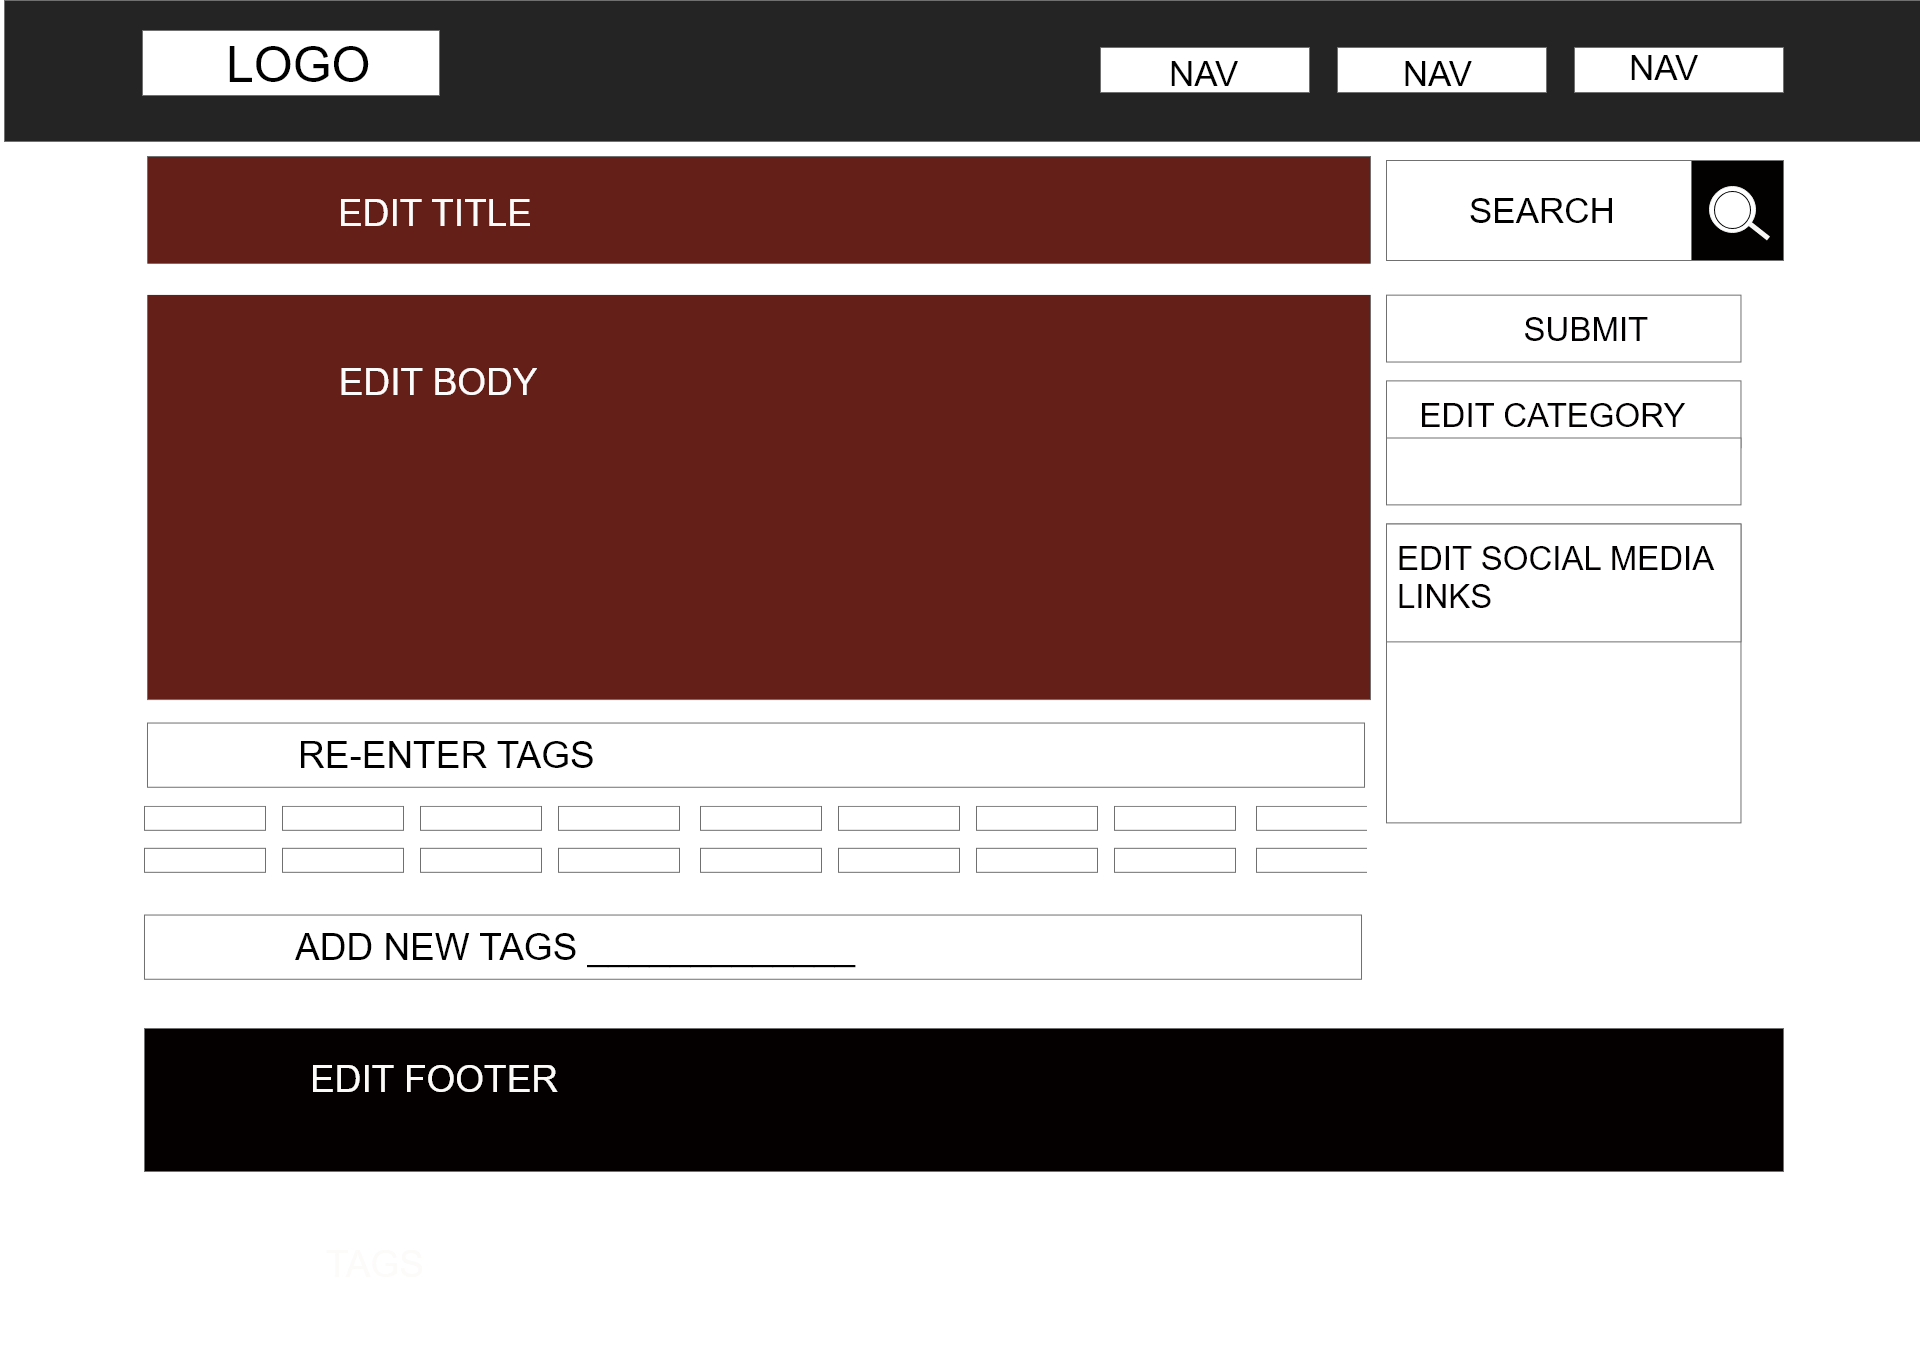 LOGO
NAV
NAV
NAV
EDIT TITLE
SEARCH
EDIT BODY
SUBMIT
EDIT CATEGORY
EDIT SOCIAL MEDIA
LINKS
RE-ENTER TAGS
ADD NEW TAGS _____________
EDIT FOOTER
TAGS